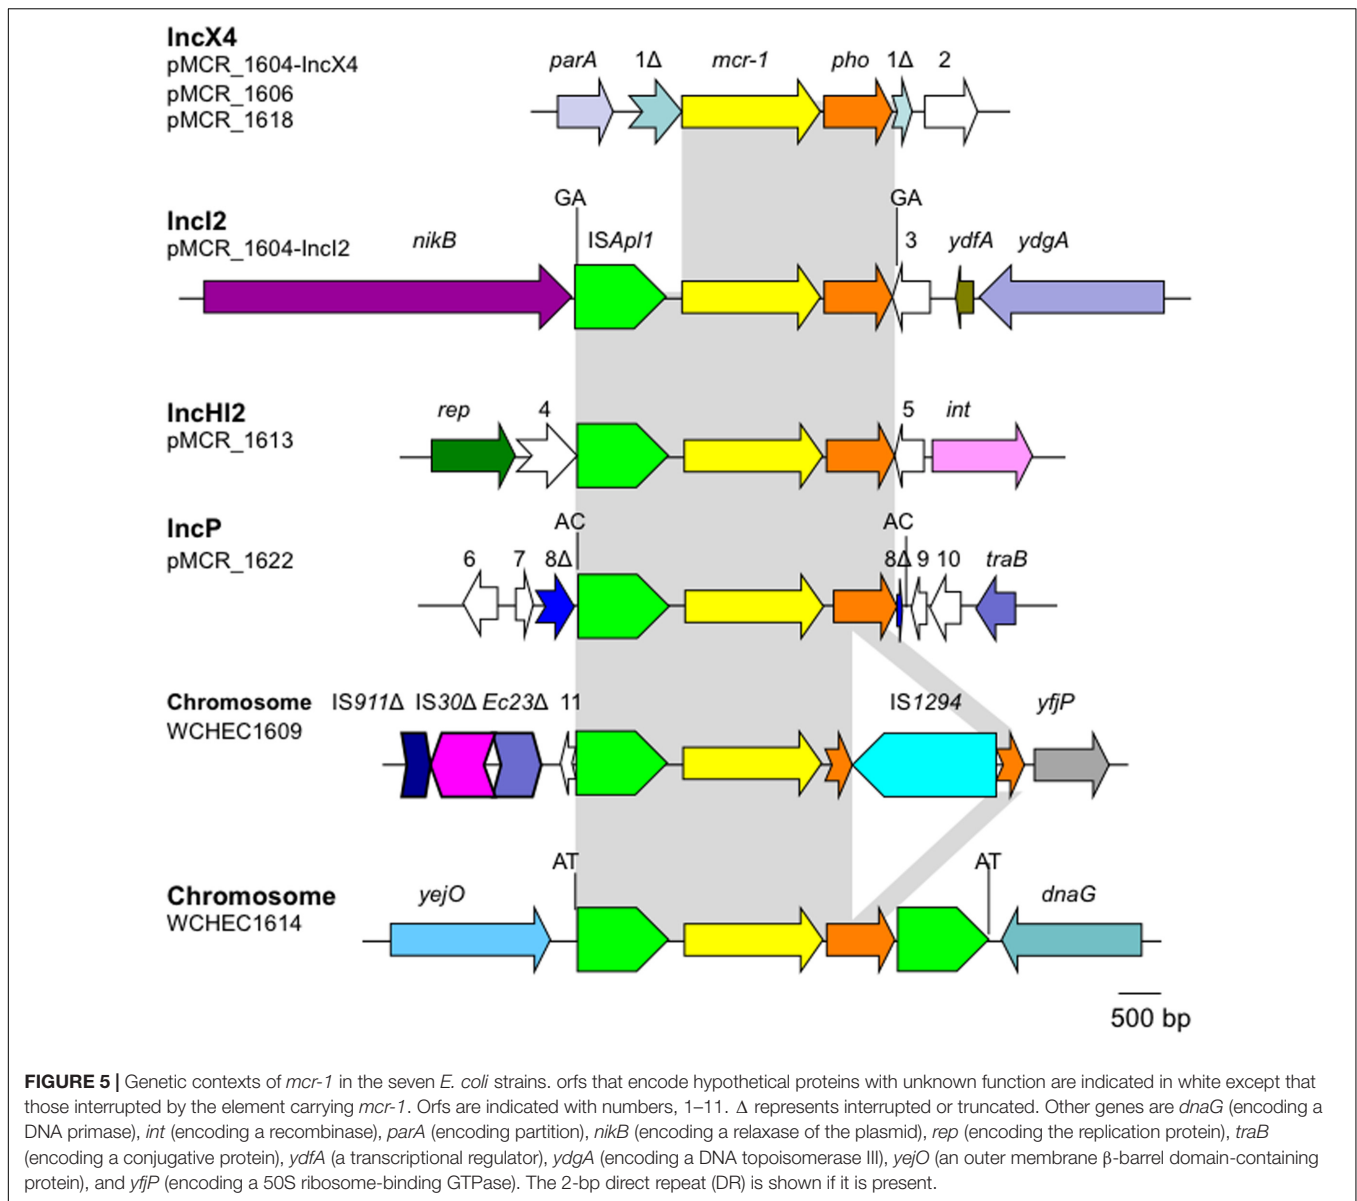 IncX4
pMCR_1604-IncX4
pMCR_1606
pMCR_1618
parA 1Δ mcr-1 pho 1Δ 2
GA GA
IncI2
pMCR_1604-IncI2
nikB ISApl1 3 ydfA ydgA
IncHI2
pMCR_1613
rep 4 5 int
IncP
pMCR_1622
AC AC
6 7 8Δ 8Δ 9 10 traB
Chromosome IS911Δ IS30Δ Ec23Δ 11 IS1294 yfjP
WCHEC1609
AT AT
Chromosome yejO dnaG
WCHEC1614
500 bp
FIGURE 5 | Genetic contexts of mcr-1 in the seven E. coli strains. orfs that encode hypothetical proteins with unknown function are indicated in white except that
those interrupted by the element carrying mcr-1. Orfs are indicated with numbers, 1–11. Δ represents interrupted or truncated. Other genes are dnaG (encoding a
DNA primase), int (encoding a recombinase), parA (encoding partition), nikB (encoding a relaxase of the plasmid), rep (encoding the replication protein), traB
(encoding a conjugative protein), ydfA (a transcriptional regulator), ydgA (encoding a DNA topoisomerase III), yejO (an outer membrane β-barrel domain-containing
protein), and yfjP (encoding a 50S ribosome-binding GTPase). The 2-bp direct repeat (DR) is shown if it is present.